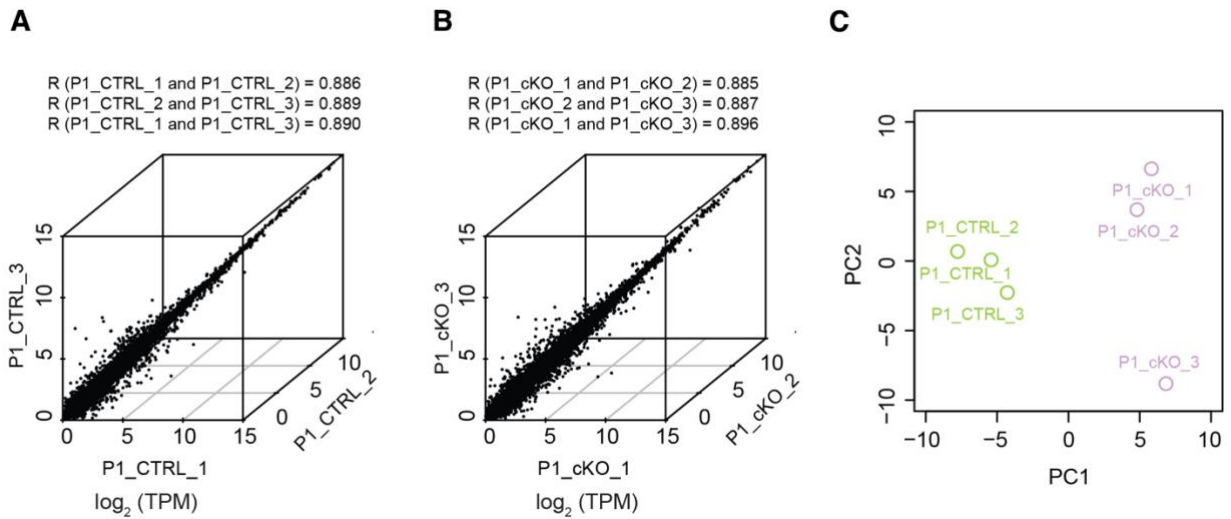 A
R (P1_CTRL_1 and P1_CTRL_2) = 0.886
R (P1_CTRL_2 and P1_CTRL_3) = 0.889
R (P1_CTRL_1 and P1_CTRL_3) = 0.890
P1_CTRL_3
15
10
5
0
0
5
10
15
0
5
10
P1_CTRL_2
P1_CTRL_1
log₂ (TPM)
B
R (P1_cKO_1 and P1_cKO_2) = 0.885
R (P1_cKO_2 and P1_cKO_3) = 0.887
R (P1_cKO_1 and P1_cKO_3) = 0.896
P1_cKO_3
15
10
5
0
0
5
10
15
0
5
10
P1_cKO_2
P1_cKO_1
log₂ (TPM)
C
PC2
10
5
0
−5
−10
P1_cKO_1
P1_cKO_2
P1_CTRL_2
P1_CTRL_1
P1_CTRL_3
P1_cKO_3
−10
−5
0
5
10
PC1